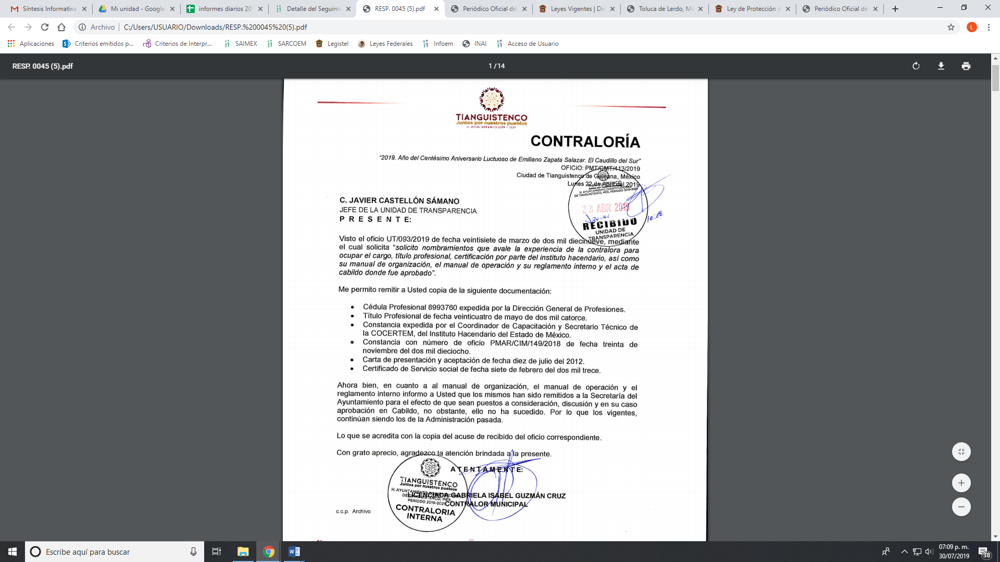 Síntesis Informativa
Mi unidad - Google
informes diarios 201
Detalle del Seguimie
RESP. 0045 (5).pdf
Periódico Oficial del
Leyes Vigentes | Dir
Toluca de Lerdo, Mé
Ley de Protección d
Periódico Oficial del
Archivo
C:/Users/USUARIO/Downloads/RESP.%200045%20(5).pdf
L
Aplicaciones
Criterios emitidos p...
Criterios de Interpr...
SAIMEX
SARCOEM
Legistel
Leyes Federales
Infoem
INAI
Acceso de Usuario
RESP. 0045 (5).pdf
1 / 14
TIANGUISTENCO
Juntos por nuestros pueblos
H. AYUNTAMIENTO 2019 - 2021
CONTRALORÍA
"2019. Año del Centésimo Aniversario Luctuoso de Emiliano Zapata Salazar. El Caudillo del Sur"
OFICIO: PMT/CMT/413/2019
Ciudad de Tianguistenco de Galeana, México
Lunes 22 de Abril del 2019
H. AYUNTAMIENTO CONSTITUCIONAL
DE TIANGUISTENCO, MEX. PERIODO 2019-2021
23 ABR 2019
Javier
10:08
RECIBIDO
UNIDAD DE
TRANSPARENCIA
C. JAVIER CASTELLÓN SÁMANO
JEFE DE LA UNIDAD DE TRANSPARENCIA
P R E S E N T E:
Visto el oficio UT/093/2019 de fecha veintisiete de marzo de dos mil diecinueve, mediante
el cual solicita "solicito nombramientos que avale la experiencia de la contralora para
ocupar el cargo, título profesional, certificación por parte del instituto hacendario, así como
su manual de organización, el manual de operación y su reglamento interno y el acta de
cabildo donde fue aprobado".
Me permito remitir a Usted copia de la siguiente documentación:
• Cédula Profesional 8993760 expedida por la Dirección General de Profesiones.
• Título Profesional de fecha veinticuatro de mayo de dos mil catorce.
• Constancia expedida por el Coordinador de Capacitación y Secretario Técnico de
la COCERTEM, del Instituto Hacendario del Estado de México.
• Constancia con número de oficio PMAR/CIM/149/2018 de fecha treinta de
noviembre del dos mil dieciocho.
• Carta de presentación y aceptación de fecha diez de julio del 2012.
• Certificado de Servicio social de fecha siete de febrero del dos mil trece.
Ahora bien, en cuanto a al manual de organización, el manual de operación y el
reglamento interno informo a Usted que los mismos han sido remitidos a la Secretaría del
Ayuntamiento para el efecto de que sean puestos a consideración, discusión y en su caso
aprobación en Cabildo, no obstante, ello no ha sucedido. Por lo que los vigentes,
continúan siendo los de la Administración pasada.
Lo que se acredita con la copia del acuse de recibido del oficio correspondiente.
Con grato aprecio, agradezco la atención brindada a la presente.
A T E N T A M E N T E:
TIANGUISTENCO
Juntos por nuestros pueblos
H. AYUNTAMIENTO CONSTITUCIONAL
DE TIANGUISTENCO, MEX.
PERIODO 2019-2021
CONTRALORIA
INTERNA
LICENCIADA GABRIELA ISABEL GUZMÁN CRUZ
CONTRALOR MUNICIPAL
c.c.p. Archivo
Escribe aquí para buscar
07:09 p. m.
30/07/2019
38